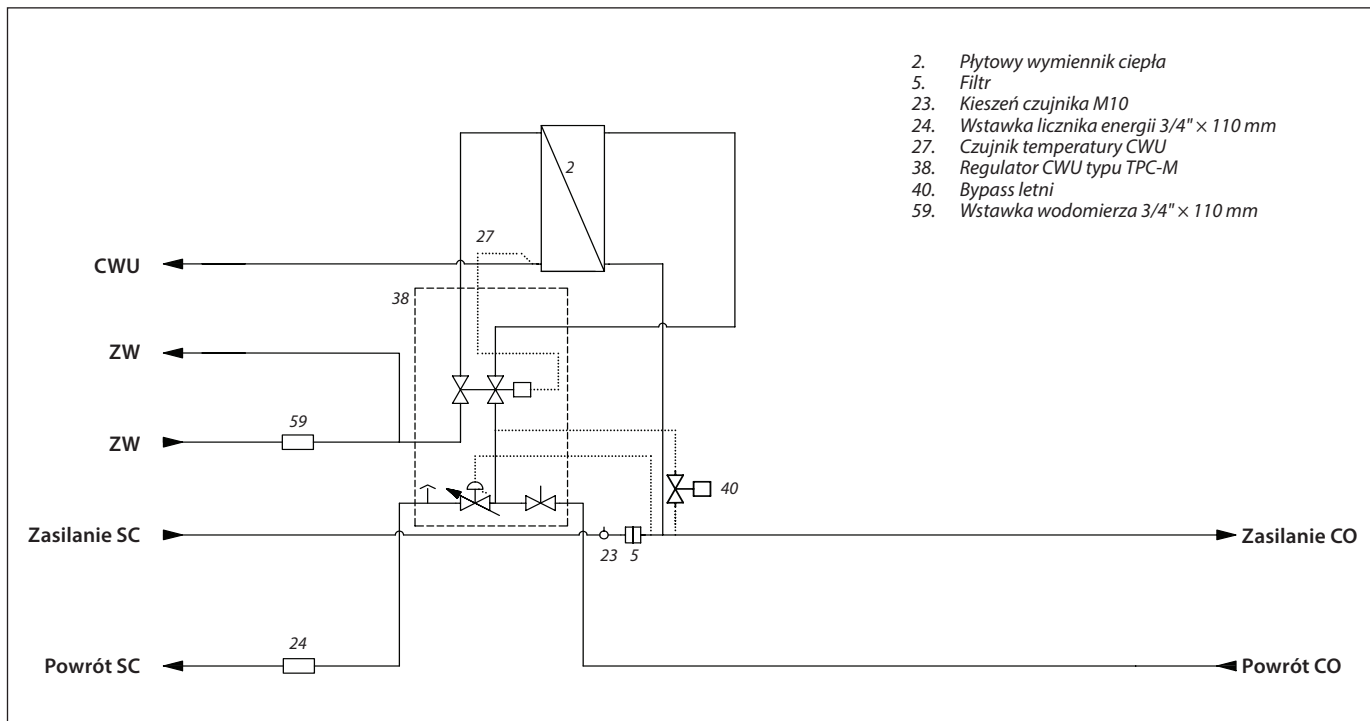 2. Płytowy wymiennik ciepła
5. Filtr
23. Kieszeń czujnika M10
24. Wstawka licznika energii 3/4" × 110 mm
27. Czujnik temperatury CWU
38. Regulator CWU typu TPC-M
40. Bypass letni
59. Wstawka wodomierza 3/4" × 110 mm
2
27
CWU
38
ZW
59
ZW
40
Zasilanie SC
23 5
Zasilanie CO
24
Powrót SC
Powrót CO